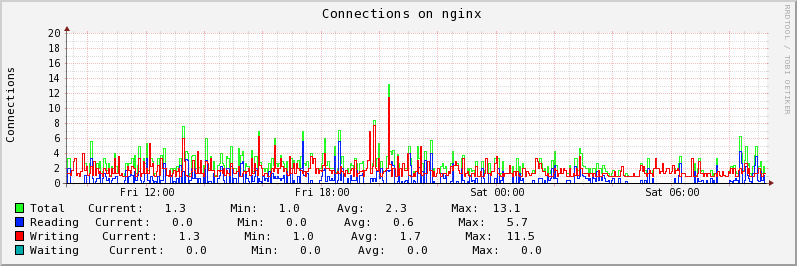 Connections on nginx
RRDTOOL / TOBI OETIKER
Connections
20
18
16
14
12
10
8
6
4
2
0
Fri 12:00 Fri 18:00 Sat 00:00 Sat 06:00
Total Current: 1.3 Min: 1.0 Avg: 2.3 Max: 13.1
Reading Current: 0.0 Min: 0.0 Avg: 0.6 Max: 5.7
Writing Current: 1.3 Min: 1.0 Avg: 1.7 Max: 11.5
Waiting Current: 0.0 Min: 0.0 Avg: 0.0 Max: 0.0